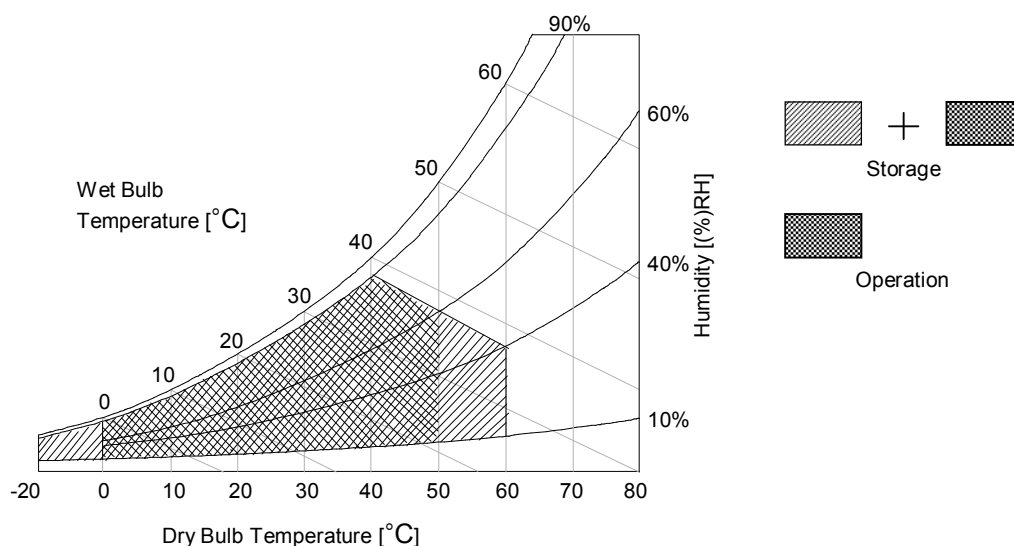 90%
60
60%
50
Wet Bulb
Temperature [°C]
Storage
40
40%
Humidity [(%)RH]
Operation
30
20
10
0
10%
-20 0 10 20 30 40 50 60 70 80
Dry Bulb Temperature [°C]